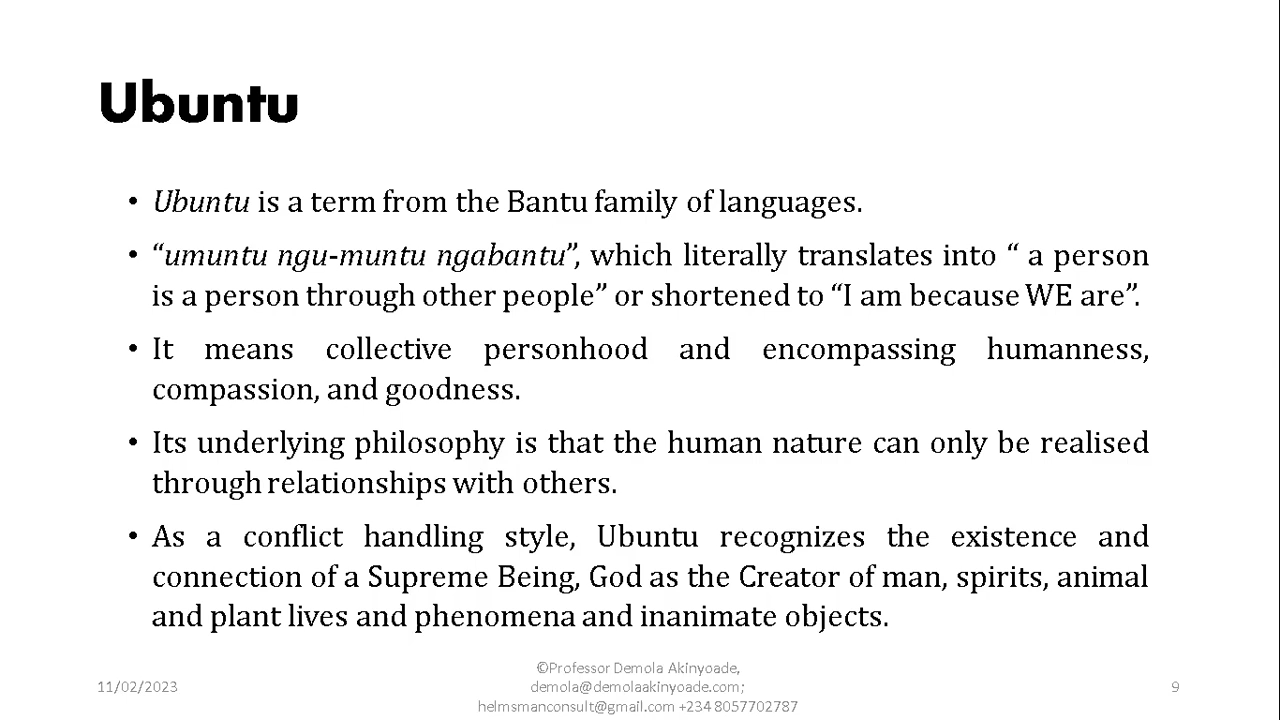 Ubuntu
• Ubuntu is a term from the Bantu family of languages.
• “umuntu ngu-muntu ngabantu”, which literally translates into “ a person
is a person through other people” or shortened to “I am because WE are”.
• It means collective personhood and encompassing humanness,
compassion, and goodness.
• Its underlying philosophy is that the human nature can only be realised
through relationships with others.
• As a conflict handling style, Ubuntu recognizes the existence and
connection of a Supreme Being, God as the Creator of man, spirits, animal
and plant lives and phenomena and inanimate objects.
11/02/2023
©Professor Demola Akinyoade,
demola@demolaakinyoade.com;
helmsmanconsult@gmail.com +234 8057702787
9